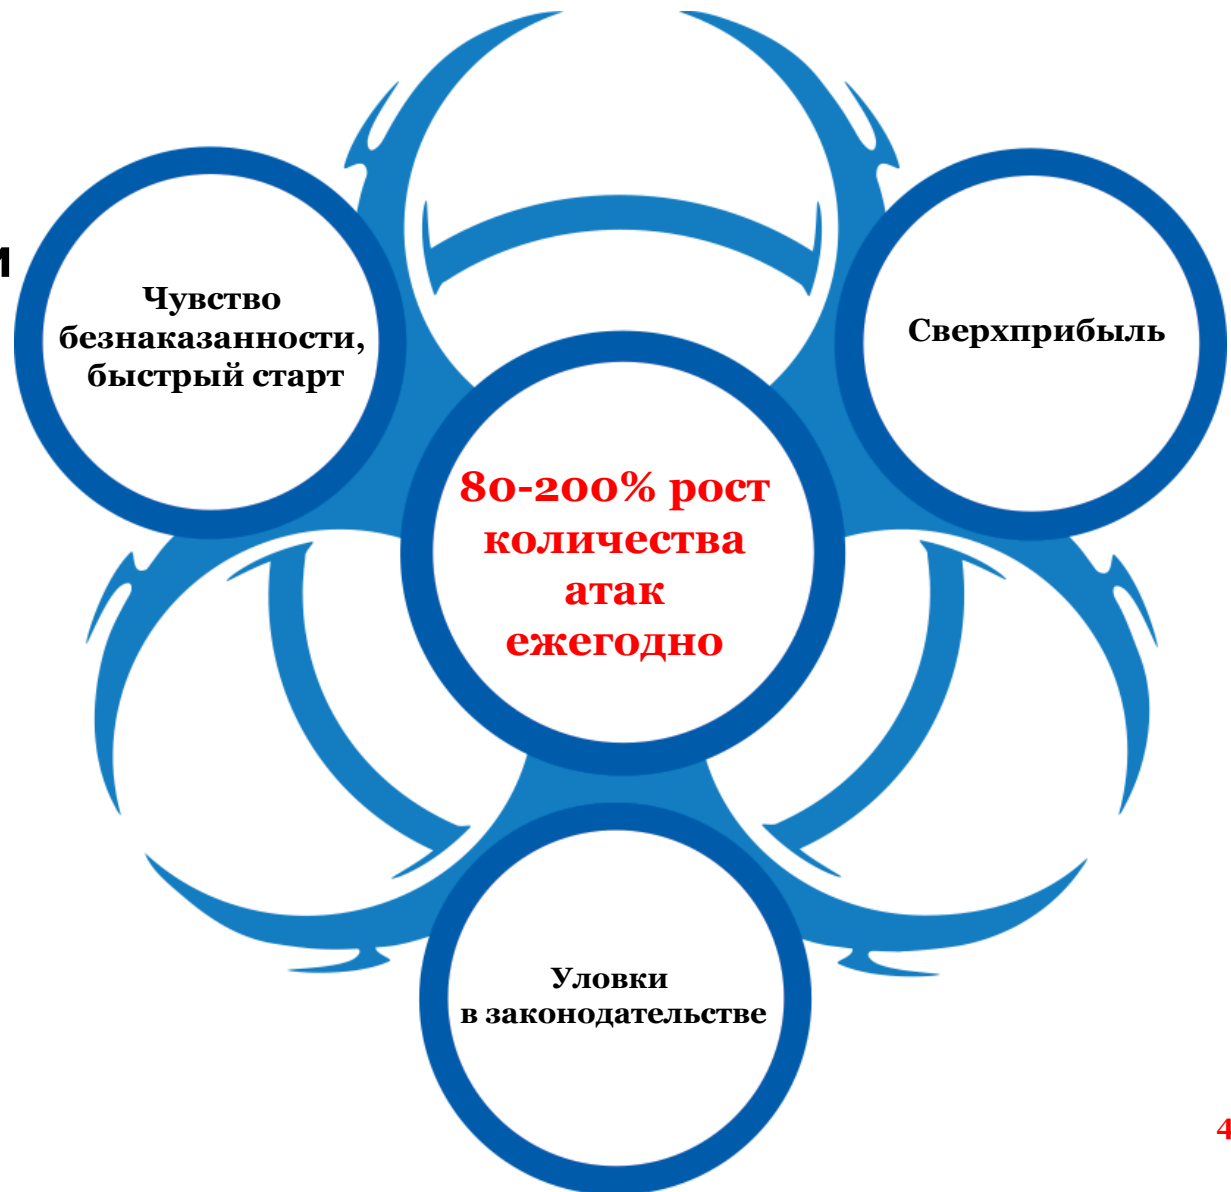 и
Чувство
безнаказанности,
быстрый старт
Сверхприбыль
80-200% рост
количества
атак
ежегодно
Уловки
в законодательстве
4